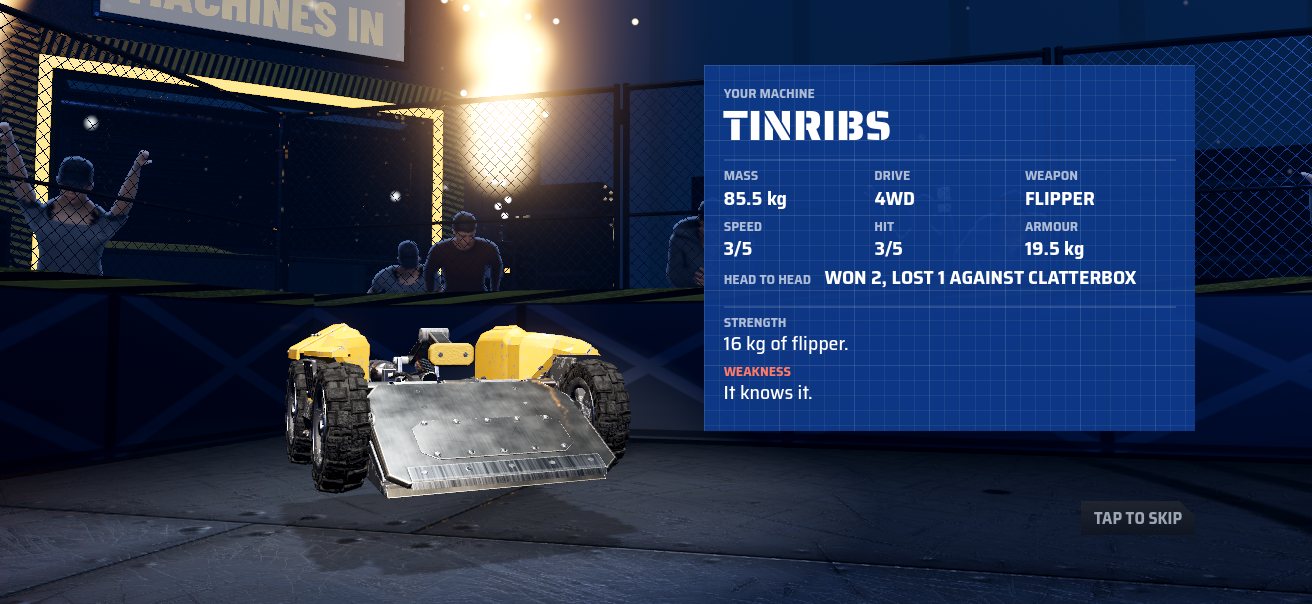 MACHINES IN
YOUR MACHINE
TINRIBS
MASS DRIVE WEAPON
85.5 kg 4WD FLIPPER
SPEED HIT ARMOUR
3/5 3/5 19.5 kg
HEAD TO HEAD WON 2, LOST 1 AGAINST CLATTERBOX
STRENGTH
16 kg of flipper.
WEAKNESS
It knows it.
TAP TO SKIP